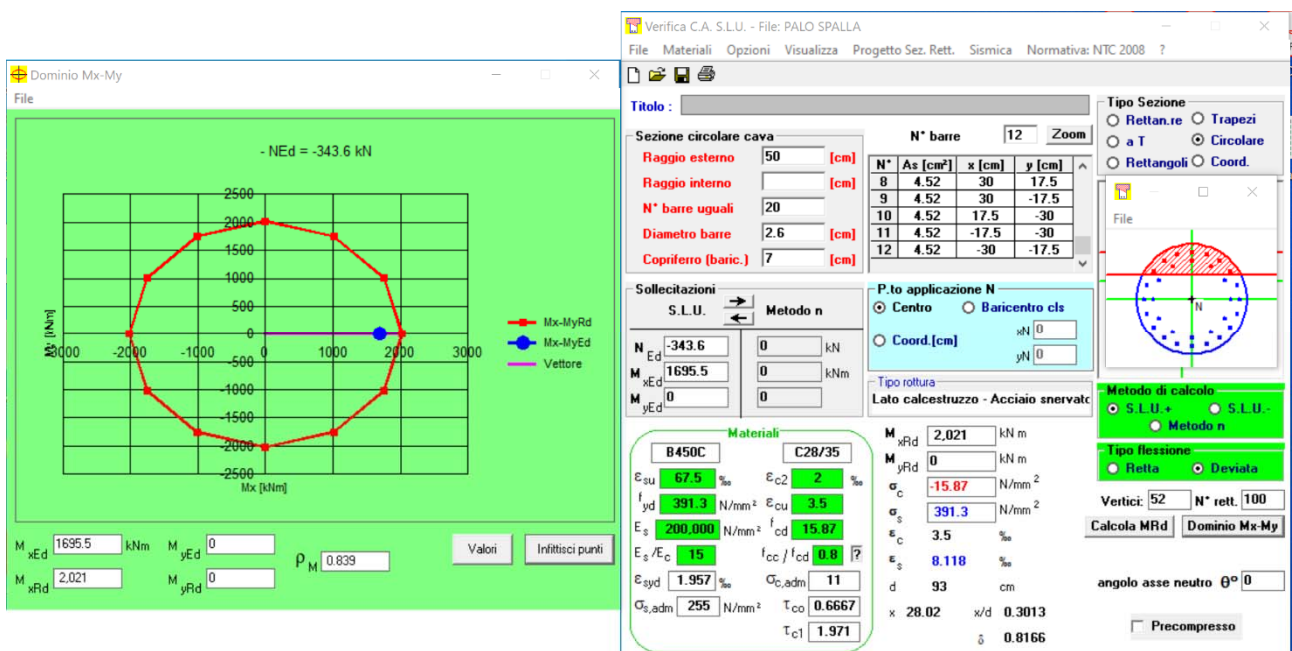 Dominio Mx-My
File
- NEd = -343.6 kN
2500
2000
1500
1000
500
0
-500
-1000
-1500
-2000
-2500
-2000 -1000 0 1000 2000 3000
Mx [kNm]
Mx-MyRd
Mx-MyEd
Vettore
M xEd 1695.5 kNm M yEd 0
M xRd 2,021 M yRd 0
ρ M 0.839
Valori Infittisci punti
Verifica C.A. S.L.U. - File: PALO SPALLA
File Materiali Opzioni Visualizza Progetto Sez. Rett. Sismica Normativa: NTC 2008 ?
Titolo :
Sezione circolare cava
Raggio esterno 50 [cm]
Raggio interno [cm]
N° barre uguali 20
Diametro barre 2.6 [cm]
Copriferro (baric.) 7 [cm]
N° barre 12 Zoom
N° As [cm²] x [cm] y [cm]
8 4.52 30 17.5
9 4.52 30 -17.5
10 4.52 17.5 -30
11 4.52 -17.5 -30
12 4.52 -30 -17.5
Tipo Sezione
Rettan.re Trapezi
a T Circolare
Rettangoli Coord.
File
N
Sollecitazioni
S.L.U. Metodo n
N Ed -343.6 0 kN
M xEd 1695.5 0 kNm
M yEd 0 0
P.to applicazione N
Centro Baricentro cls
Coord.[cm] xN 0
yN 0
Tipo rottura
Lato calcestruzzo - Acciaio snervato
Metodo di calcolo
S.L.U.+ S.L.U.-
Metodo n
Tipo flessione
Retta Deviata
Materiali
B450C C28/35
εsu 67.5 ‰ εc2 2 ‰
fyd 391.3 N/mm² εcu 3.5
Es 200,000 N/mm² fcd 15.87
Es/Ec 15 fcc / fcd 0.8 ?
εsyd 1.957 ‰ σc,adm 11
σs,adm 255 N/mm² τco 0.6667
τc1 1.971
M xRd 2,021 kN m
M yRd 0 kN m
σc -15.87 N/mm²
σs 391.3 N/mm²
εc 3.5 ‰
εs 8.118 ‰
d 93 cm
x 28.02 x/d 0.3013
δ 0.8166
Vertici: 52 N° rett. 100
Calcola MRd Dominio Mx-My
angolo asse neutro θ° 0
Precompresso